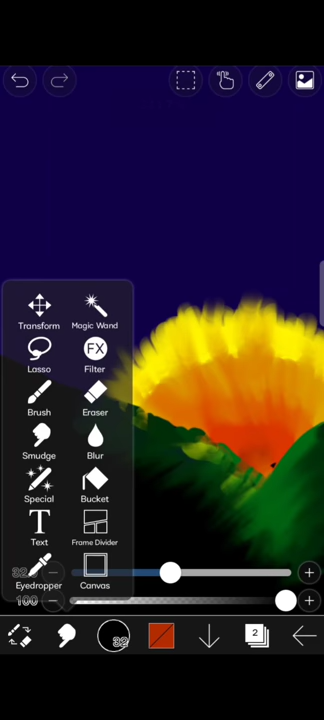 Transform
Magic Wand
Lasso
FX
Filter
Brush
Eraser
Smudge
Blur
Special
Bucket
T
Text
Frame Divider
Eyedropper
Canvas
100
32
2